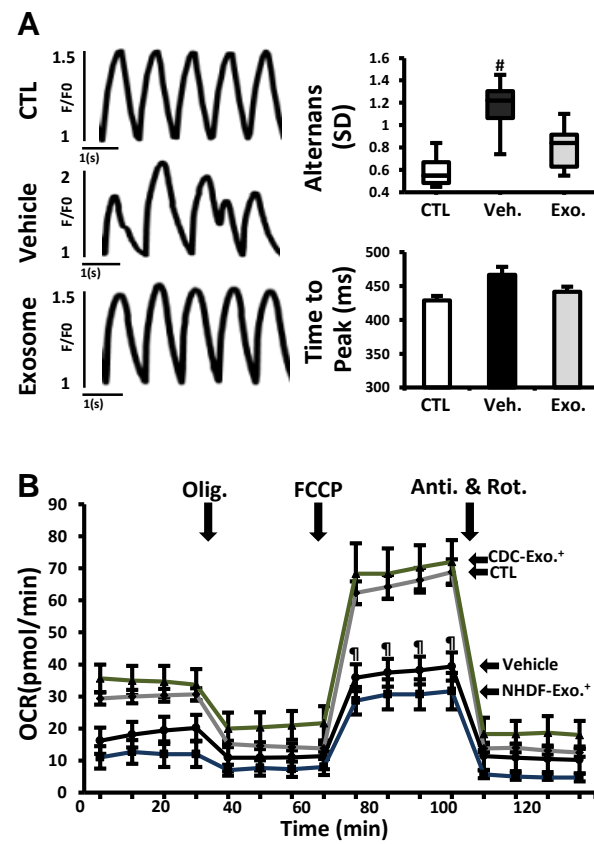 A
CTL
1.5
F/F0
1
1(s)
Vehicle
2
F/F0
1
1(s)
Exosome
1.5
F/F0
1
1(s)
Alternans
(SD)
1.6
1.4
1.2
1
0.8
0.6
0.4
#
CTL Veh. Exo.
Time to
Peak (ms)
500
450
400
350
300
CTL Veh. Exo.
B
Olig. FCCP Anti. & Rot.
OCR(pmol/min)
90
80
70
60
50
40
30
20
10
0
CDC-Exo.+
CTL
¶ ¶ ¶ ¶
Vehicle
NHDF-Exo.+
0 20 40 60 80 100 120
Time (min)